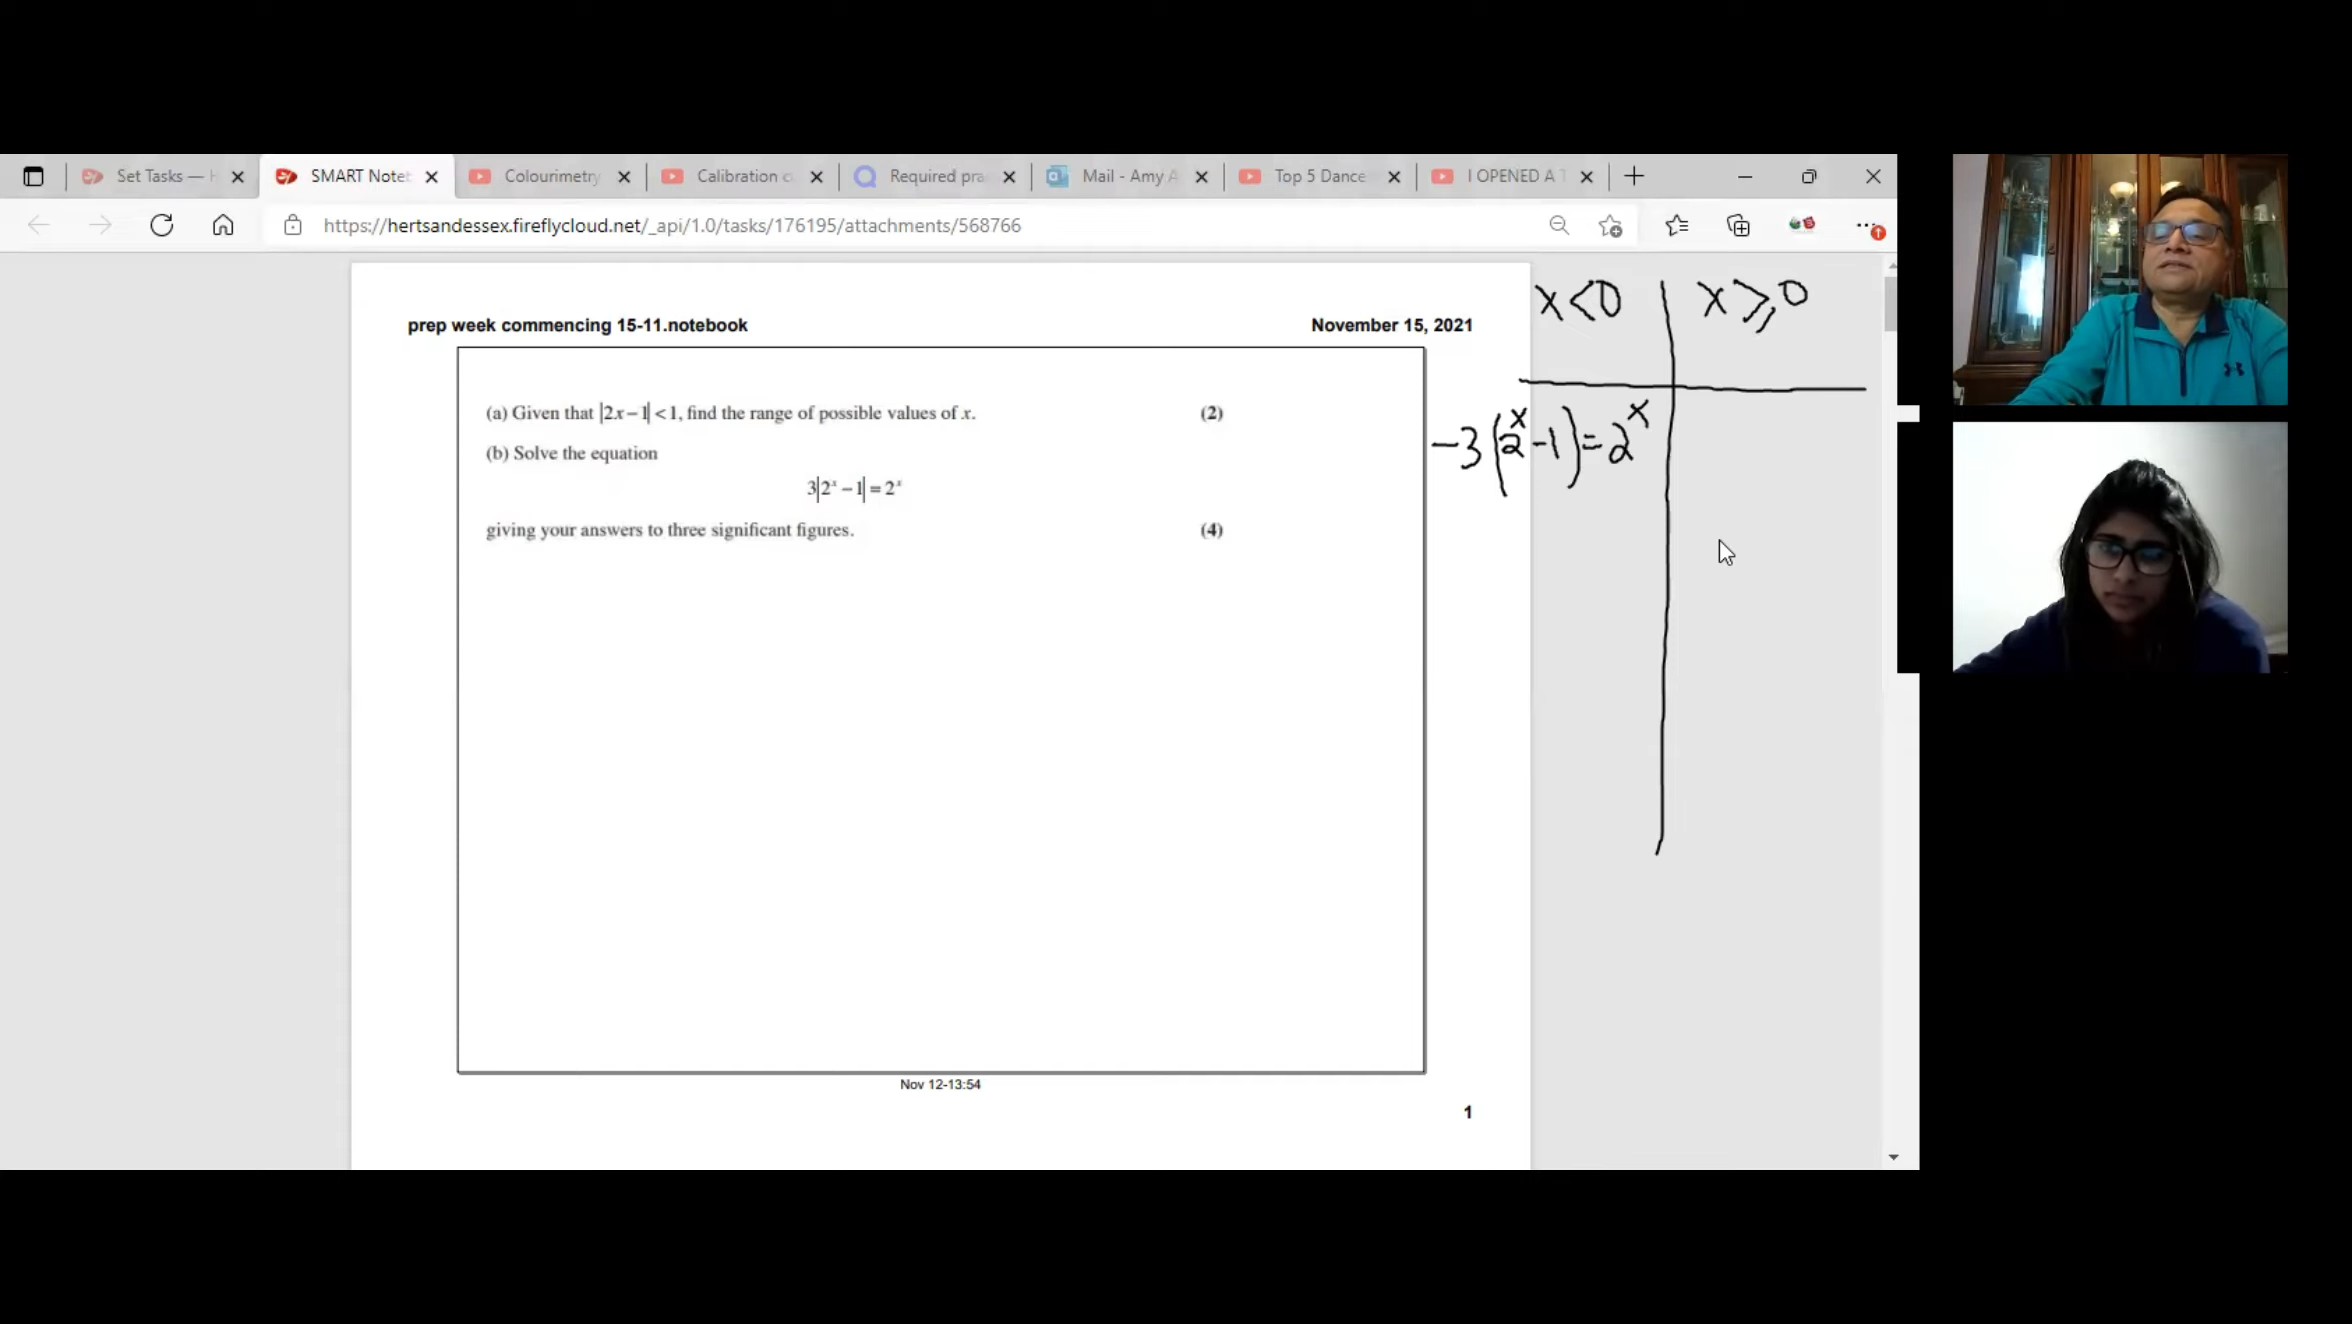 Set Tasks — H
SMART Noteb
Colourimetry
Calibration c
Required pra
Mail - Amy A
Top 5 Dance
I OPENED A T
https://hertsandessex.fireflycloud.net/_api/1.0/tasks/176195/attachments/568766
x<0 x⩾0
prep week commencing 15-11.notebook November 15, 2021
(a) Given that |2x−1| < 1, find the range of possible values of x. (2)
−3(2ˣ−1)=2ˣ
(b) Solve the equation
3|2ˣ − 1| = 2ˣ
giving your answers to three significant figures. (4)
Nov 12-13:54
1